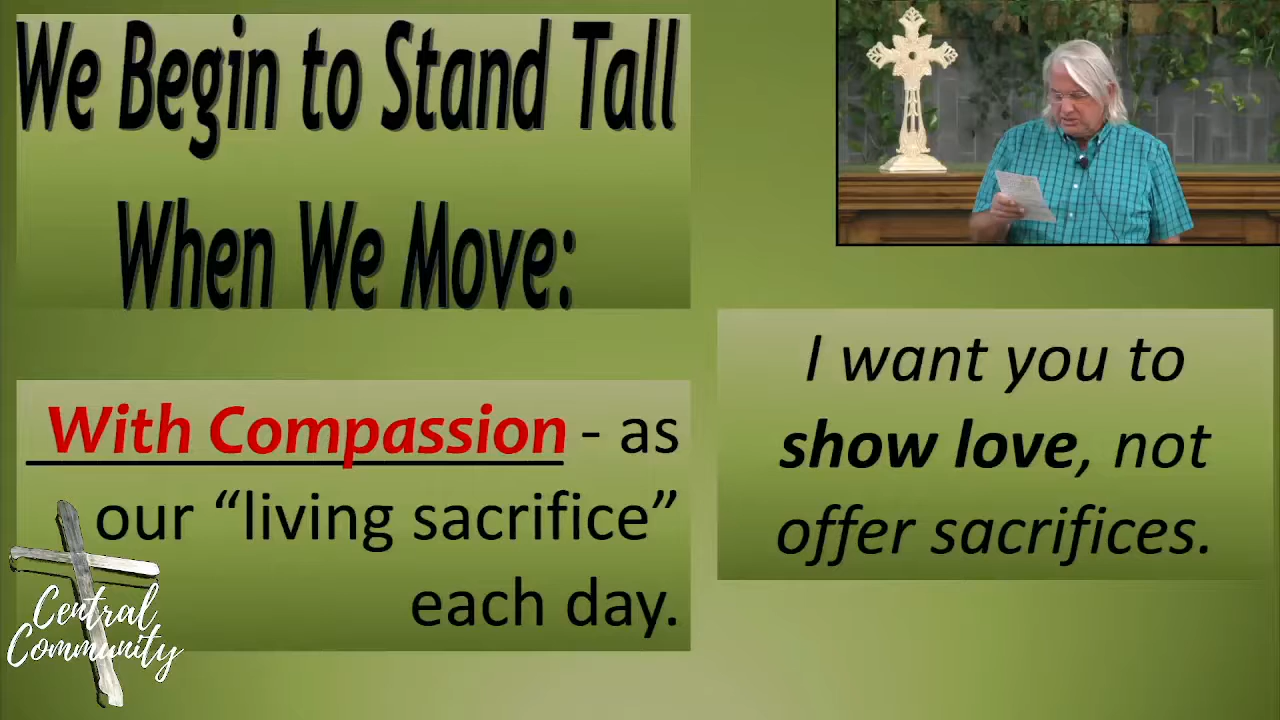 We Begin to Stand Tall
When We Move:
With Compassion - as
our “living sacrifice”
each day.
I want you to
show love, not
offer sacrifices.
Central
Community